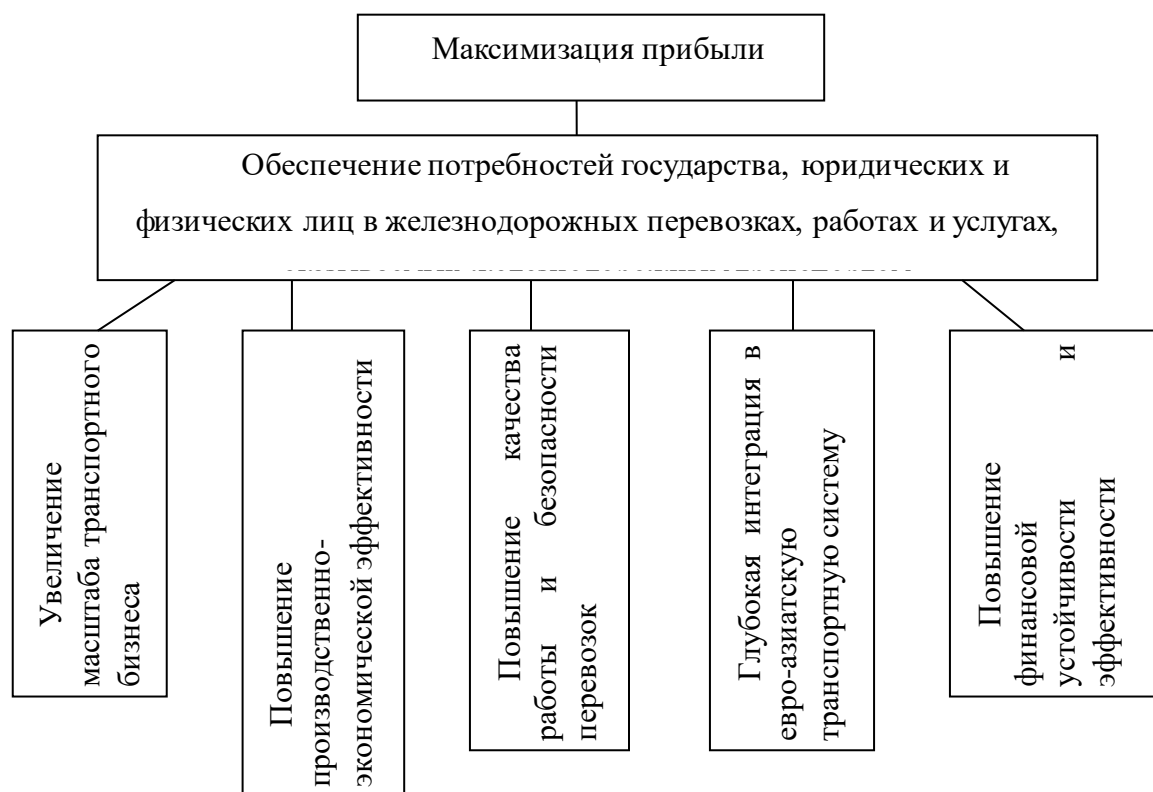 Максимизация прибыли
Обеспечение потребностей государства, юридических и
физических лиц в железнодорожных перевозках, работах и услугах,
Увеличение
масштаба транспортного
бизнеса
Повышение
производственно-
экономической эффективности
Повышение качества
работы и безопасности
перевозок
Глубокая интеграция в
евро-азиатскую
транспортную систему
Повышение
финансовой
устойчивости и
эффективности